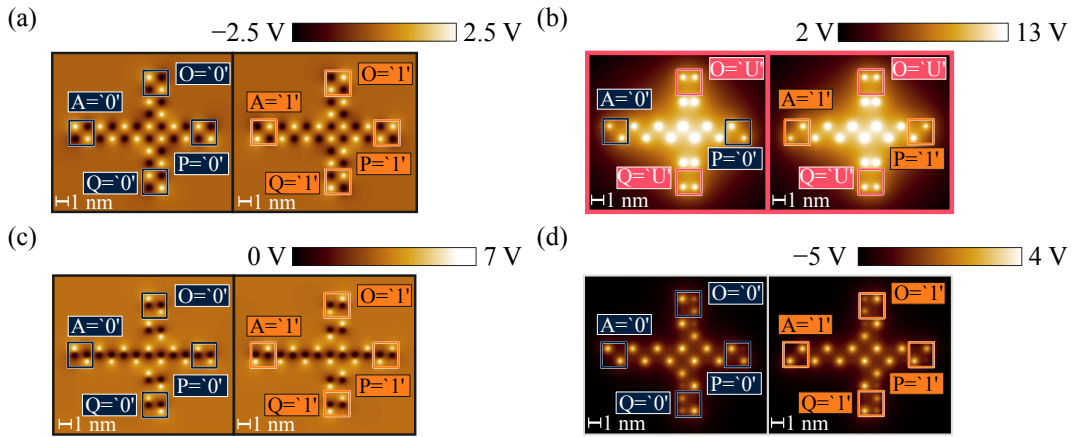 (a)
−2.5 V 2.5 V
O=`0' O=`1'
A=`0' A=`1'
P=`0' P=`1'
Q=`0' Q=`1'
1 nm 1 nm
(b)
2 V 13 V
O=`U' O=`U'
A=`0' A=`1'
P=`0' P=`1'
Q=`U' Q=`U'
1 nm 1 nm
(c)
0 V 7 V
O=`0' O=`1'
A=`0' A=`1'
P=`0' P=`1'
Q=`0' Q=`1'
1 nm 1 nm
(d)
−5 V 4 V
O=`0' O=`1'
A=`0' A=`1'
P=`0' P=`1'
Q=`0' Q=`1'
1 nm 1 nm